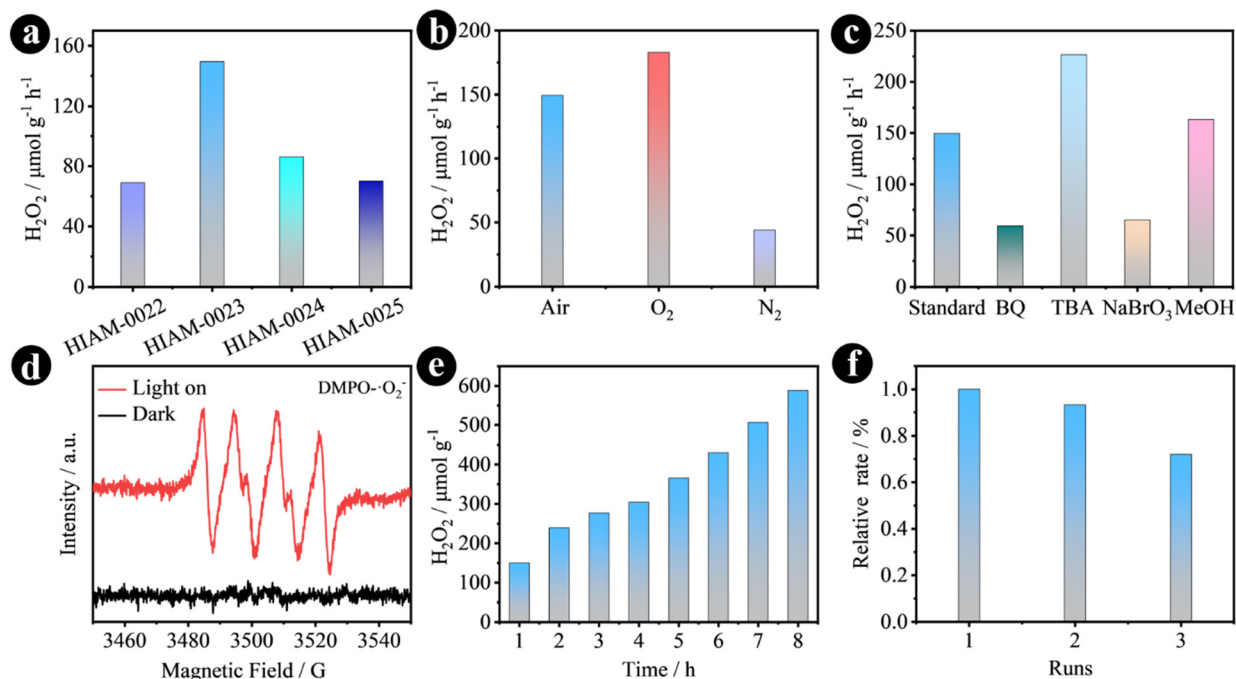 a
H₂O₂ / μmol g⁻¹ h⁻¹
160
120
80
40
0
HIAM-0022
HIAM-0023
HIAM-0024
HIAM-0025
b
H₂O₂ / μmol g⁻¹ h⁻¹
200
150
100
50
0
Air
O₂
N₂
c
H₂O₂ / μmol g⁻¹ h⁻¹
250
200
150
100
50
0
Standard
BQ
TBA
NaBrO₃
MeOH
d
Light on
Dark
DMPO-·O₂⁻
Intensity / a.u.
3460 3480 3500 3520 3540
Magnetic Field / G
e
H₂O₂ / μmol g⁻¹
600
500
400
300
200
100
0
1 2 3 4 5 6 7 8
Time / h
f
Relative rate / %
1.0
0.8
0.6
0.4
0.2
0.0
1 2 3
Runs